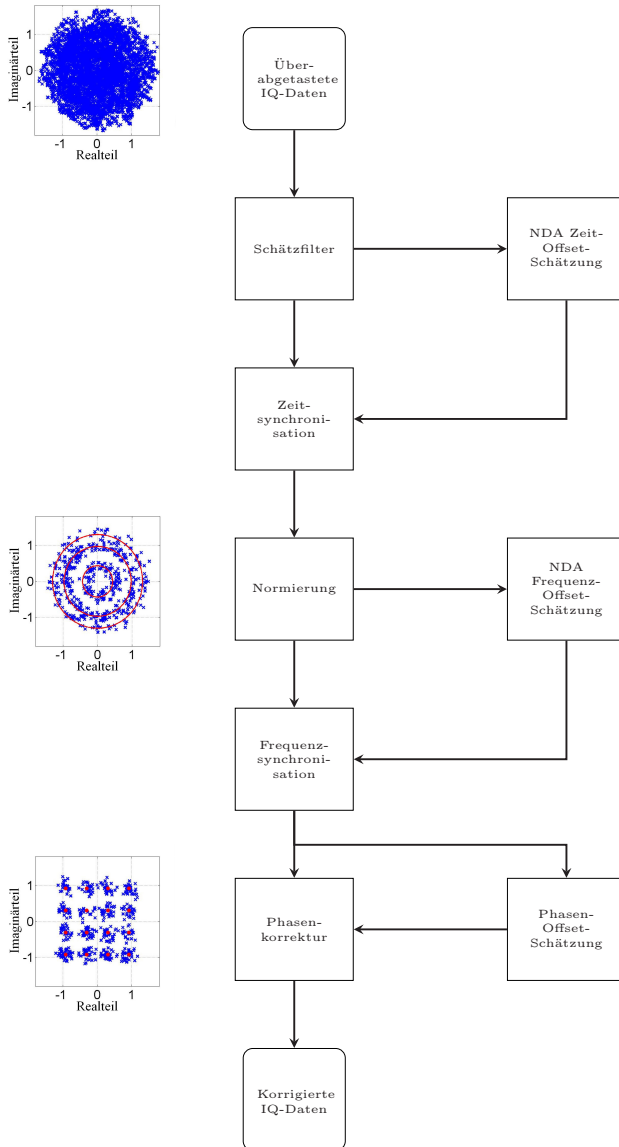 Imaginärteil
1
0
-1
-1
0
1
Realteil
Über-
abgetastete
IQ-Daten
Schätzfilter
NDA Zeit-
Offset-
Schätzung
Zeit-
synchroni-
sation
Imaginärteil
1
0
-1
-1
0
1
Realteil
Normierung
NDA
Frequenz-
Offset-
Schätzung
Frequenz-
synchroni-
sation
Imaginärteil
1
0
-1
-1
0
1
Realteil
Phasen-
korrektur
Phasen-
Offset-
Schätzung
Korrigierte
IQ-Daten